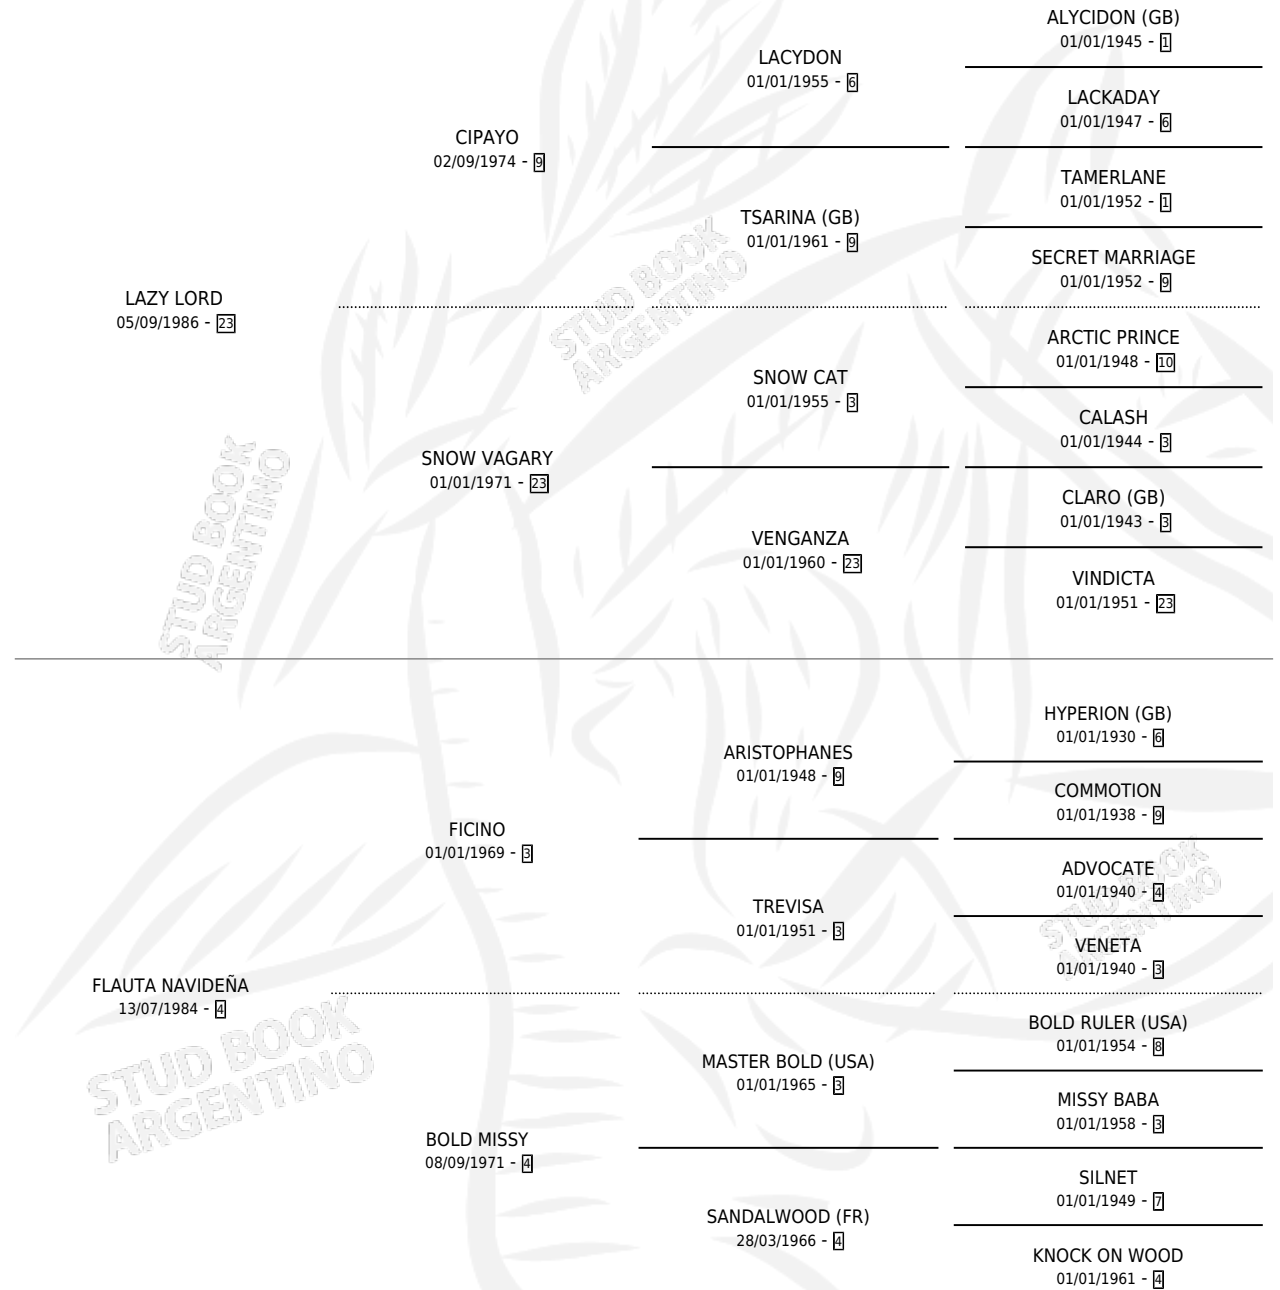 ALYCIDON (GB)
01/01/1945 - 1
LACYDON
01/01/1955 - 6
LACKADAY
01/01/1947 - 6
CIPAYO
02/09/1974 - 9
TAMERLANE
01/01/1952 - 1
TSARINA (GB)
01/01/1961 - 9
SECRET MARRIAGE
01/01/1952 - 9
LAZY LORD
05/09/1986 - 23
ARCTIC PRINCE
01/01/1948 - 10
SNOW CAT
01/01/1955 - 3
CALASH
01/01/1944 - 3
SNOW VAGARY
01/01/1971 - 23
CLARO (GB)
01/01/1943 - 3
VENGANZA
01/01/1960 - 23
VINDICTA
01/01/1951 - 23
HYPERION (GB)
01/01/1930 - 6
ARISTOPHANES
01/01/1948 - 9
COMMOTION
01/01/1938 - 9
FICINO
01/01/1969 - 3
ADVOCATE
01/01/1940 - 4
TREVISA
01/01/1951 - 3
VENETA
01/01/1940 - 3
FLAUTA NAVIDEÑA
13/07/1984 - 4
BOLD RULER (USA)
01/01/1954 - 8
MASTER BOLD (USA)
01/01/1965 - 3
MISSY BABA
01/01/1958 - 3
BOLD MISSY
08/09/1971 - 4
SILNET
01/01/1949 - 7
SANDALWOOD (FR)
28/03/1966 - 4
KNOCK ON WOOD
01/01/1961 - 4
STUD BOOK
ARGENTINO
STUD BOOK
ARGENTINO
STUD BOOK
ARGENTINO
STUD BOOK
ARGENTINO